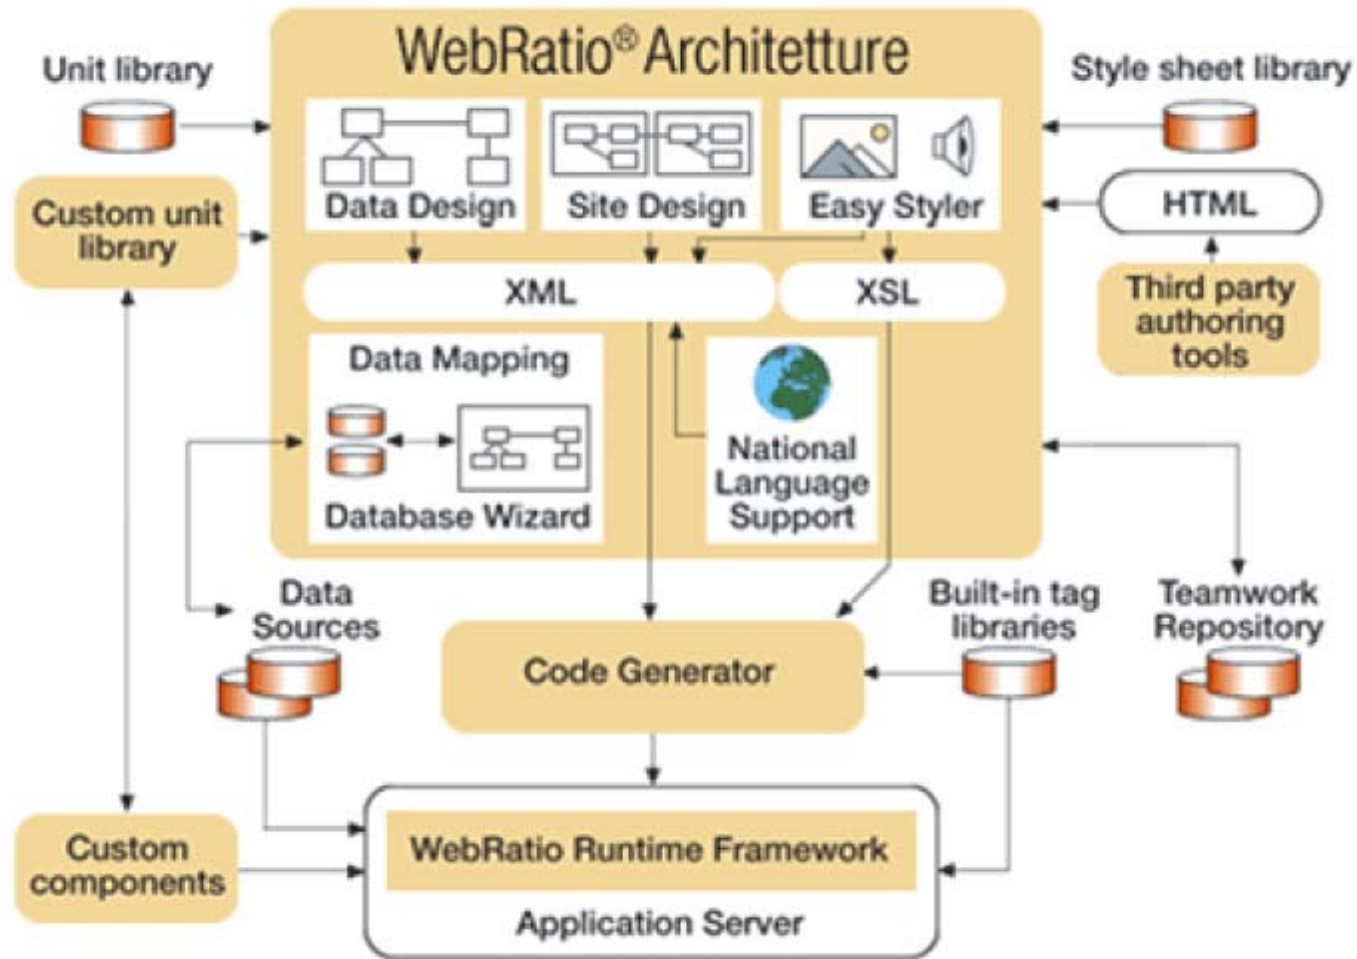 WebRatio® Architetture
Unit library
Style sheet library
Data Design
Site Design
Easy Styler
Custom unit
library
HTML
XML
XSL
Third party
authoring
tools
Data Mapping
Database Wizard
National
Language
Support
Data
Sources
Built-in tag
libraries
Teamwork
Repository
Code Generator
Custom
components
WebRatio Runtime Framework
Application Server